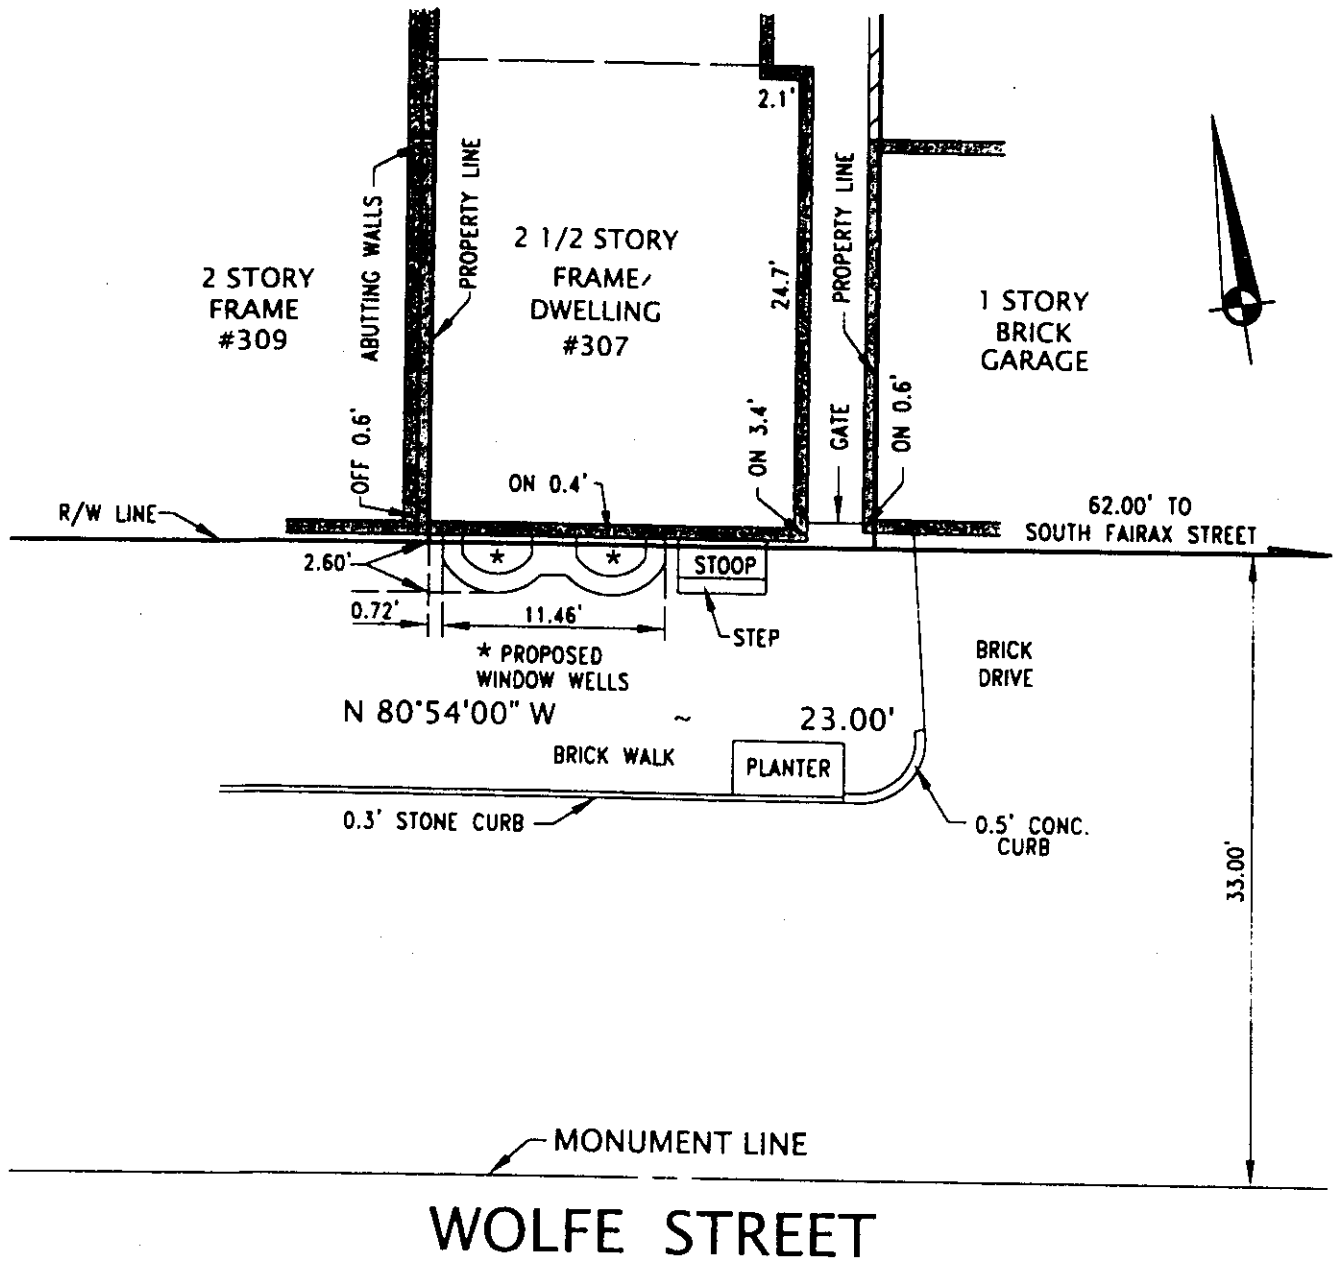 2.1'
ABUTTING WALLS
PROPERTY LINE
2 1/2 STORY
FRAME/
DWELLING
#307
24.7'
PROPERTY LINE
2 STORY
FRAME
#309
1 STORY
BRICK
GARAGE
OFF 0.6'
ON 0.4'
ON 3.4'
GATE
ON 0.6'
R/W LINE
62.00' TO
SOUTH FAIRAX STREET
2.60'
*
*
STOOP
0.72'
11.46'
STEP
* PROPOSED
WINDOW WELLS
BRICK
DRIVE
N 80°54'00" W ~ 23.00'
BRICK WALK
PLANTER
0.3' STONE CURB
0.5' CONC.
CURB
33.00'
MONUMENT LINE
WOLFE STREET